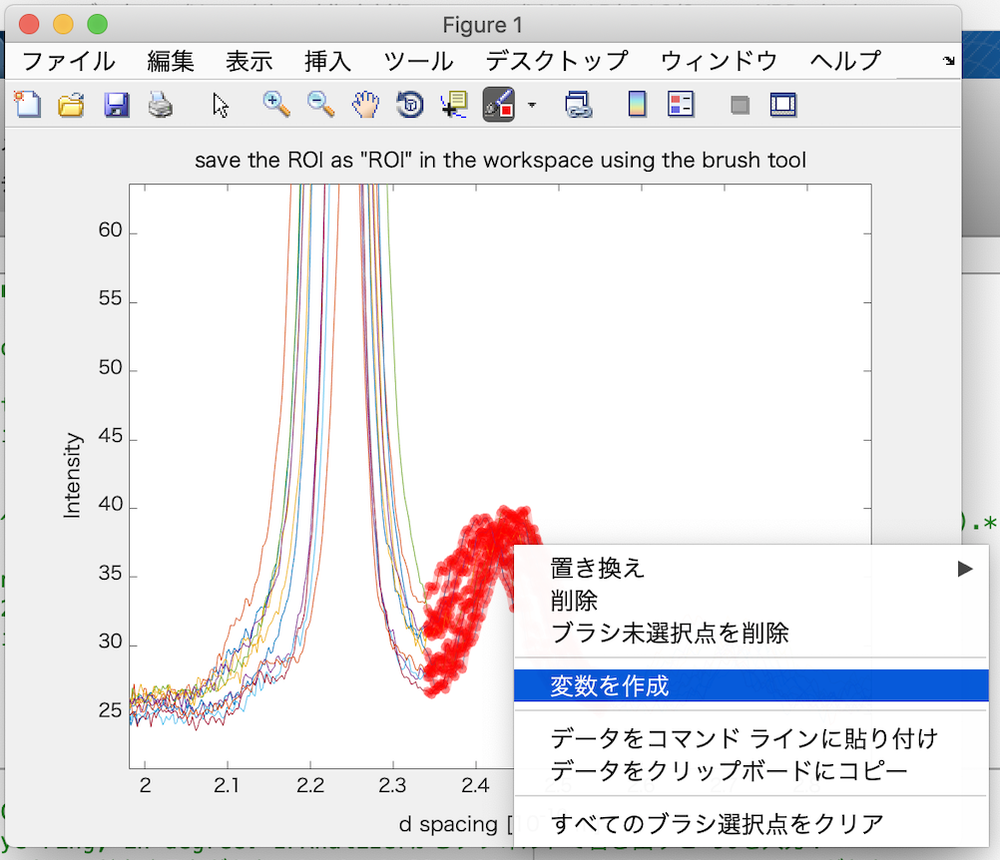 Figure 1
ファイル 編集 表示 挿入 ツール デスクトップ ウィンドウ ヘルプ
save the ROI as "ROI" in the workspace using the brush tool
60
55
50
45
40
35
30
25
Intensity
2 2.1 2.2 2.3 2.4
d spacing [10
置き換え
削除
ブラシ未選択点を削除
変数を作成
データをコマンド ラインに貼り付け
データをクリップボードにコピー
すべてのブラシ選択点をクリア
).*